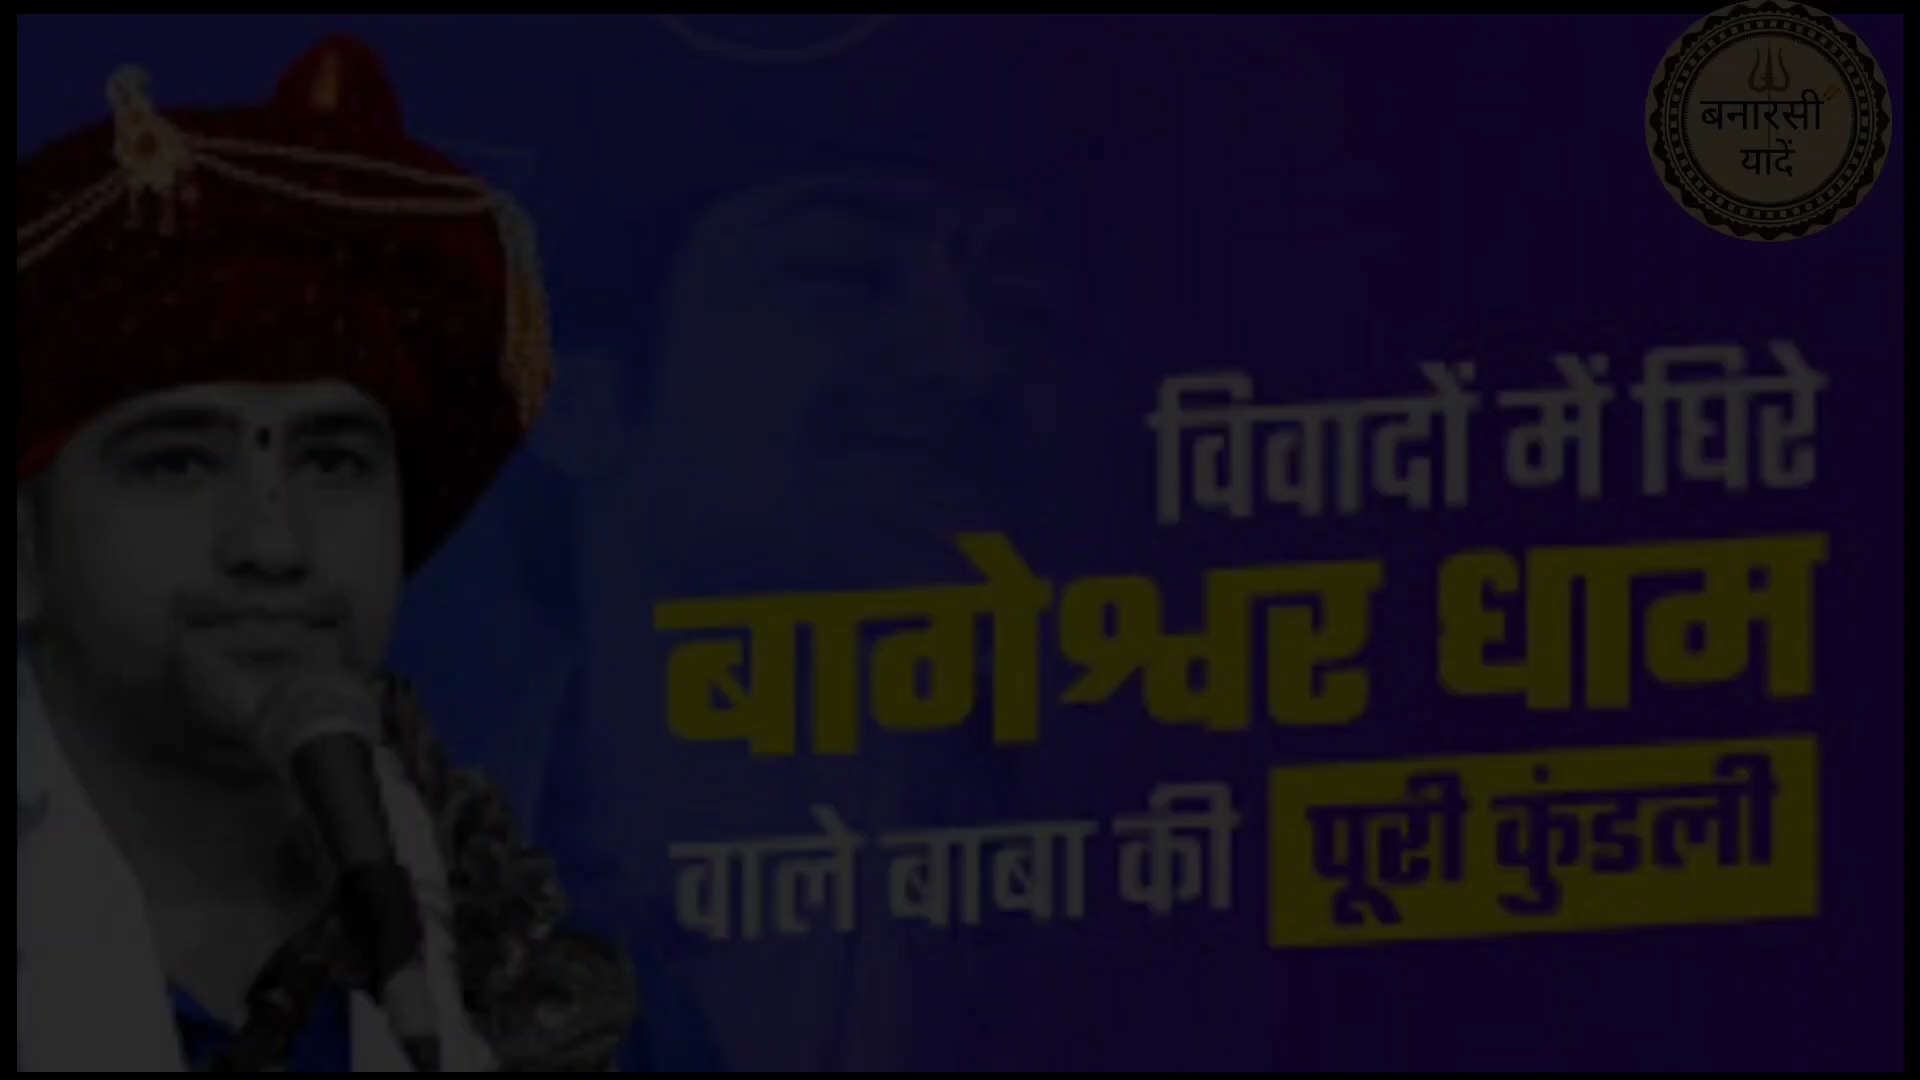 बनारसी
यादें
विवादों में घिरे
बागेश्वर धाम
वाले बाबा की पूरी कुंडली